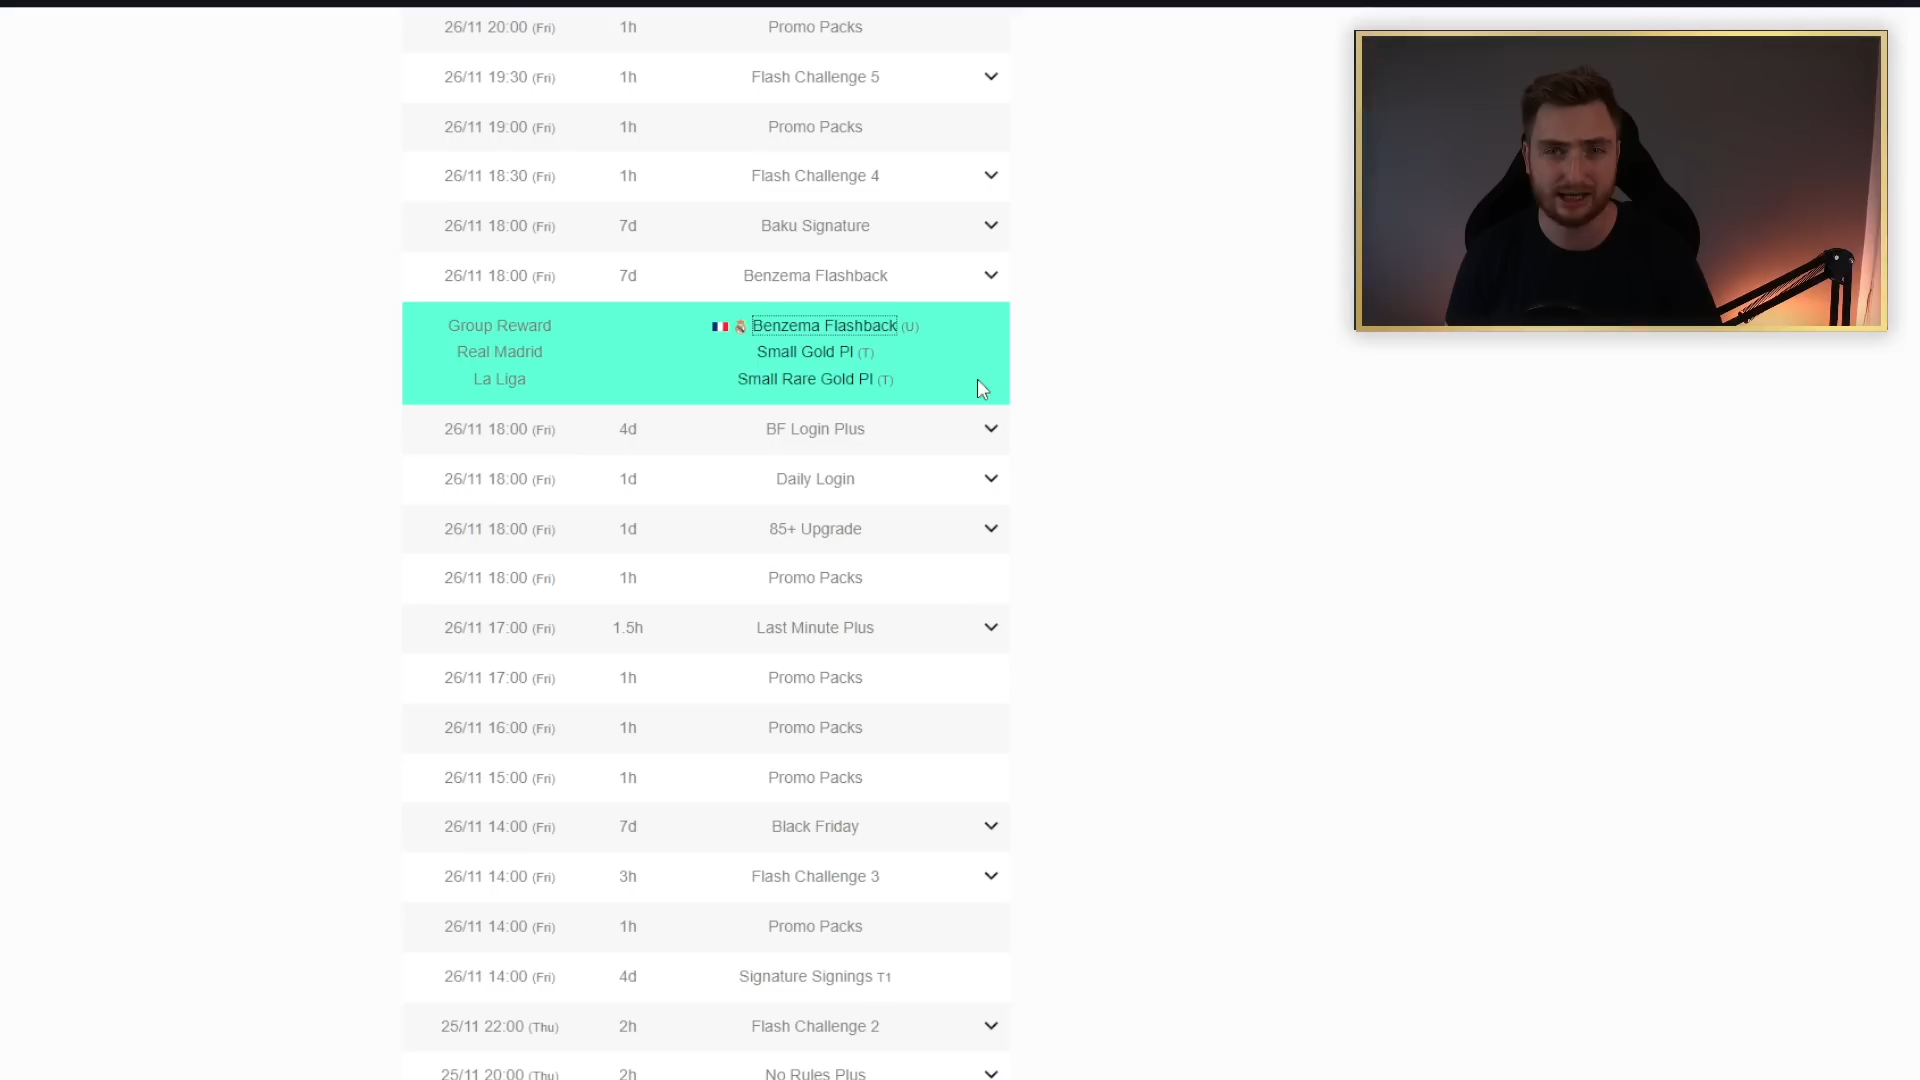 26/11 20:00 (Fri) 1h Promo Packs
26/11 19:30 (Fri) 1h Flash Challenge 5
26/11 19:00 (Fri) 1h Promo Packs
26/11 18:30 (Fri) 1h Flash Challenge 4
26/11 18:00 (Fri) 7d Baku Signature
26/11 18:00 (Fri) 7d Benzema Flashback
Group Reward Benzema Flashback (U)
Real Madrid Small Gold Pl (T)
La Liga Small Rare Gold Pl (T)
26/11 18:00 (Fri) 4d BF Login Plus
26/11 18:00 (Fri) 1d Daily Login
26/11 18:00 (Fri) 1d 85+ Upgrade
26/11 18:00 (Fri) 1h Promo Packs
26/11 17:00 (Fri) 1.5h Last Minute Plus
26/11 17:00 (Fri) 1h Promo Packs
26/11 16:00 (Fri) 1h Promo Packs
26/11 15:00 (Fri) 1h Promo Packs
26/11 14:00 (Fri) 7d Black Friday
26/11 14:00 (Fri) 3h Flash Challenge 3
26/11 14:00 (Fri) 1h Promo Packs
26/11 14:00 (Fri) 4d Signature Signings T1
25/11 22:00 (Thu) 2h Flash Challenge 2
25/11 20:00 (Thu) 2h No Rules Plus